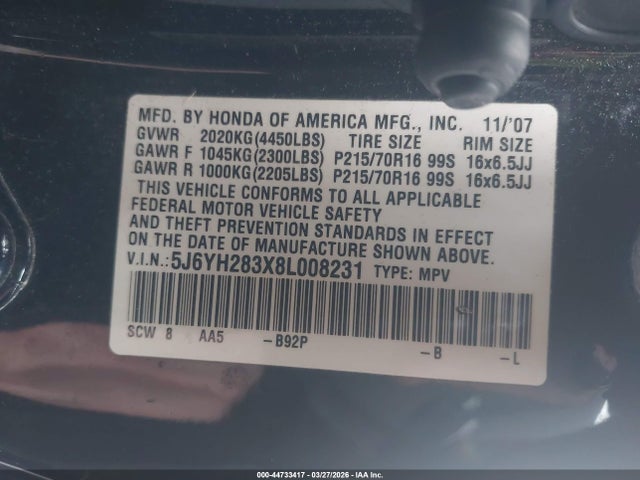 MFD. BY HONDA OF AMERICA MFG., INC. 11/'07
GVWR 2020KG(4450LBS) TIRE SIZE RIM SIZE
GAWR F 1045KG(2300LBS) P215/70R16 99S 16x6.5JJ
GAWR R 1000KG(2205LBS) P215/70R16 99S 16x6.5JJ
THIS VEHICLE CONFORMS TO ALL APPLICABLE
FEDERAL MOTOR VEHICLE SAFETY
AND THEFT PREVENTION STANDARDS IN EFFECT
ON THE DATE OF MANUFACTURE SHOWN ABOVE.
V.I.N.:5J6YH283X8L008231 TYPE: MPV
SCW 8 AA5 -B92P -B -L
000-44733417 | 03/27/2026 | IAA Inc.